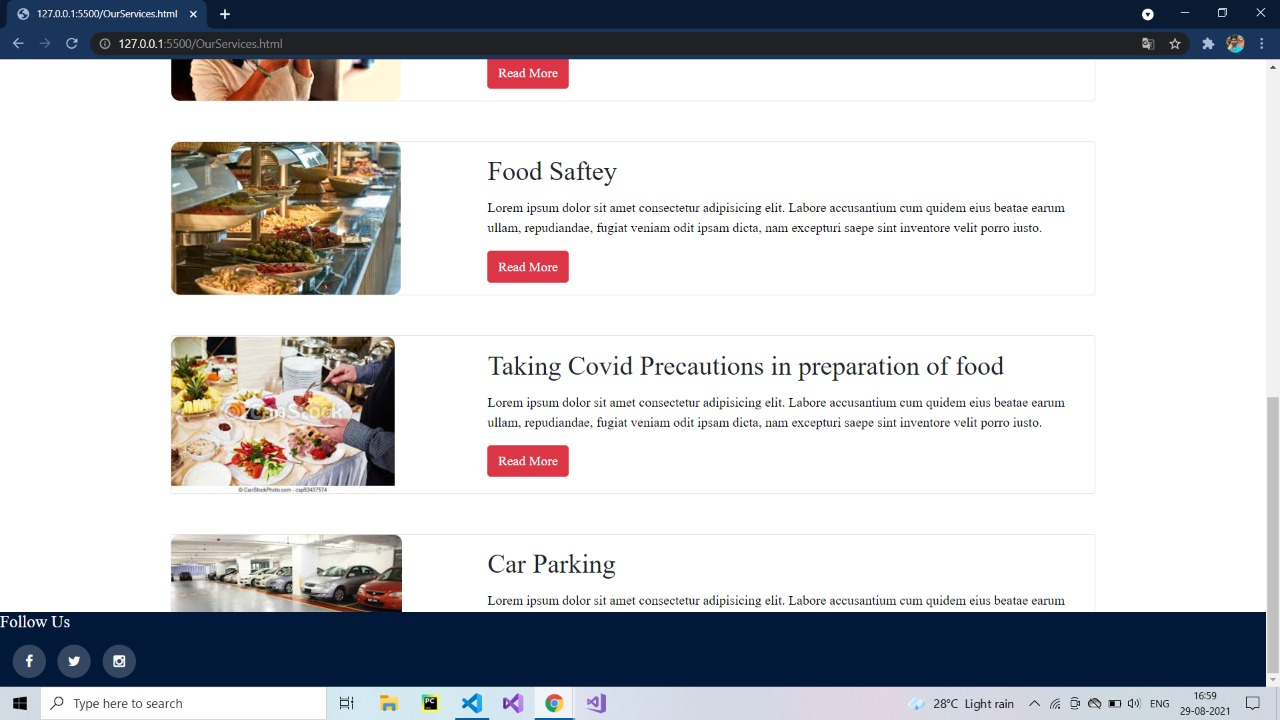 127.0.0.1:5500/OurServices.html
127.0.0.1:5500/OurServices.html
Read More
Food Saftey
Lorem ipsum dolor sit amet consectetur adipisicing elit. Labore accusantium cum quidem eius beatae earum
ullam, repudiandae, fugiat veniam odit ipsam dicta, nam excepturi saepe sint inventore velit porro iusto.
Read More
Taking Covid Precautions in preparation of food
Lorem ipsum dolor sit amet consectetur adipisicing elit. Labore accusantium cum quidem eius beatae earum
ullam, repudiandae, fugiat veniam odit ipsam dicta, nam excepturi saepe sint inventore velit porro iusto.
Read More
© CanStockPhoto.com - csp53437574
Car Parking
Lorem ipsum dolor sit amet consectetur adipisicing elit. Labore accusantium cum quidem eius beatae earum
Follow Us
Type here to search
PC
28°C Light rain
ENG
16:59
29-08-2021